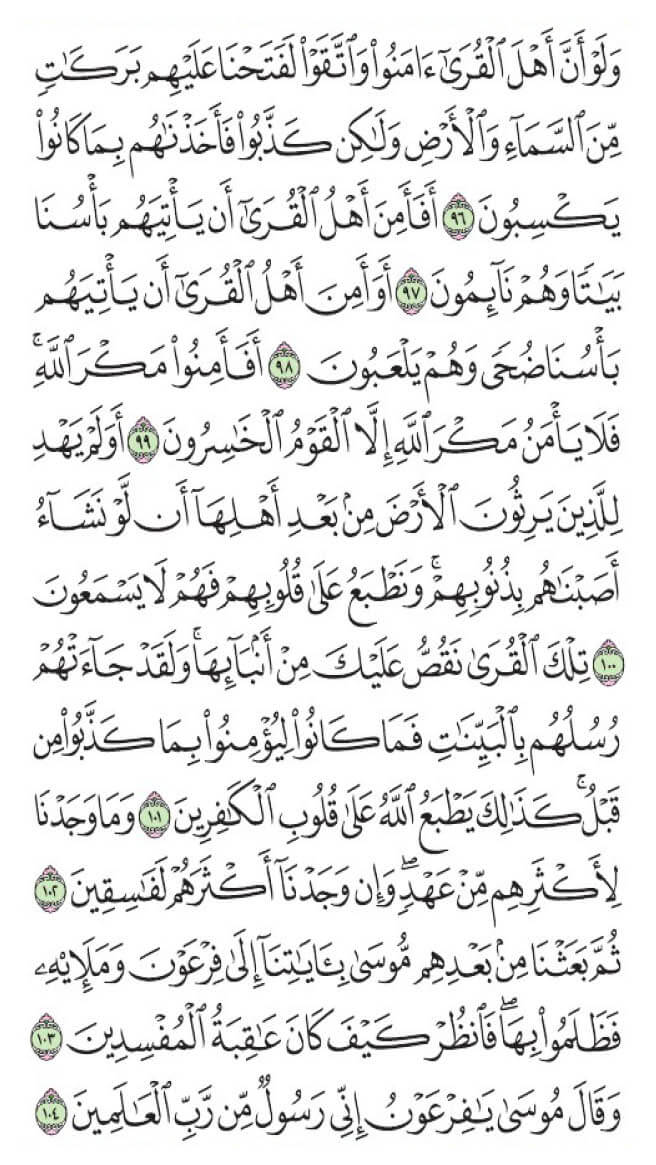 وَلَوْ أَنَّ أَهْلَ ٱلْقُرَىٰٓ ءَامَنُوا۟ وَٱتَّقَوْا۟ لَفَتَحْنَا عَلَيْهِم بَرَكَٰتٍ
مِّنَ ٱلسَّمَآءِ وَٱلْأَرْضِ وَلَٰكِن كَذَّبُوا۟ فَأَخَذْنَٰهُم بِمَا كَانُوا۟
يَكْسِبُونَ ٩٦ أَفَأَمِنَ أَهْلُ ٱلْقُرَىٰٓ أَن يَأْتِيَهُم بَأْسُنَا
بَيَٰتًا وَهُمْ نَآئِمُونَ ٩٧ أَوَأَمِنَ أَهْلُ ٱلْقُرَىٰٓ أَن يَأْتِيَهُم
بَأْسُنَا ضُحًى وَهُمْ يَلْعَبُونَ ٩٨ أَفَأَمِنُوا۟ مَكْرَ ٱللَّهِ ۚ
فَلَا يَأْمَنُ مَكْرَ ٱللَّهِ إِلَّا ٱلْقَوْمُ ٱلْخَٰسِرُونَ ٩٩ أَوَلَمْ يَهْدِ
لِلَّذِينَ يَرِثُونَ ٱلْأَرْضَ مِنۢ بَعْدِ أَهْلِهَآ أَن لَّوْ نَشَآءُ
أَصَبْنَٰهُم بِذُنُوبِهِمْ ۚ وَنَطْبَعُ عَلَىٰ قُلُوبِهِمْ فَهُمْ لَا يَسْمَعُونَ
١٠٠ تِلْكَ ٱلْقُرَىٰ نَقُصُّ عَلَيْكَ مِنْ أَنۢبَآئِهَا ۚ وَلَقَدْ جَآءَتْهُمْ
رُسُلُهُم بِٱلْبَيِّنَٰتِ فَمَا كَانُوا۟ لِيُؤْمِنُوا۟ بِمَا كَذَّبُوا۟ مِن
قَبْلُ ۚ كَذَٰلِكَ يَطْبَعُ ٱللَّهُ عَلَىٰ قُلُوبِ ٱلْكَٰفِرِينَ ١٠١ وَمَا وَجَدْنَا
لِأَكْثَرِهِم مِّنْ عَهْدٍ ۖ وَإِن وَجَدْنَآ أَكْثَرَهُمْ لَفَٰسِقِينَ ١٠٢
ثُمَّ بَعَثْنَا مِنۢ بَعْدِهِم مُّوسَىٰ بِـَٔايَٰتِنَآ إِلَىٰ فِرْعَوْنَ وَمَلَإِي۟هِۦ
فَظَلَمُوا۟ بِهَا ۖ فَٱنظُرْ كَيْفَ كَانَ عَٰقِبَةُ ٱلْمُفْسِدِينَ ١٠٣
وَقَالَ مُوسَىٰ يَٰفِرْعَوْنُ إِنِّى رَسُولٌ مِّن رَّبِّ ٱلْعَٰلَمِينَ ١٠٤